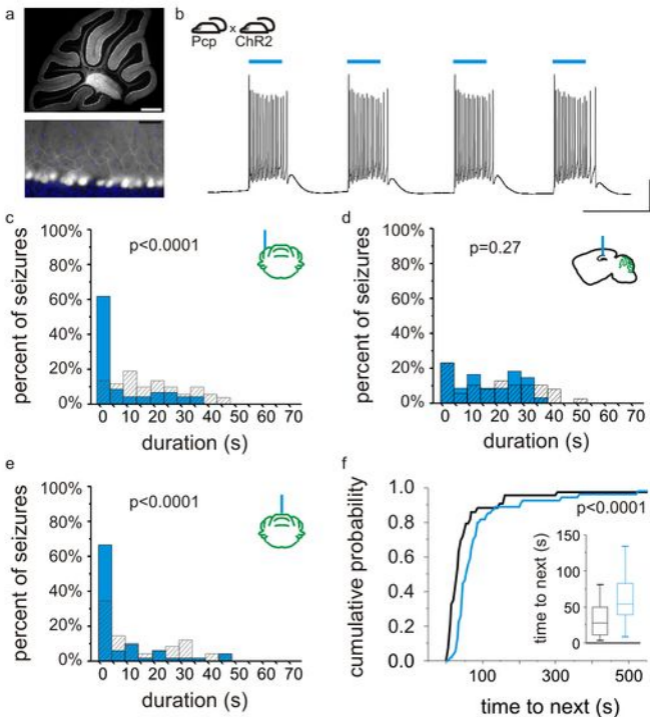 a
b
Pcp x ChR2
c
100%
80%
60%
40%
20%
0%
percent of seizures
p<0.0001
0 10 20 30 40 50 60 70
duration (s)
d
100%
80%
60%
40%
20%
0%
percent of seizures
p=0.27
0 10 20 30 40 50 60 70
duration (s)
e
100%
80%
60%
40%
20%
0%
percent of seizures
p<0.0001
0 10 20 30 40 50 60 70
duration (s)
f
1.0
0.8
0.6
0.4
0.2
0.0
cumulative probability
p<0.0001
150
100
50
0
time to next (s)
100 300 500
time to next (s)